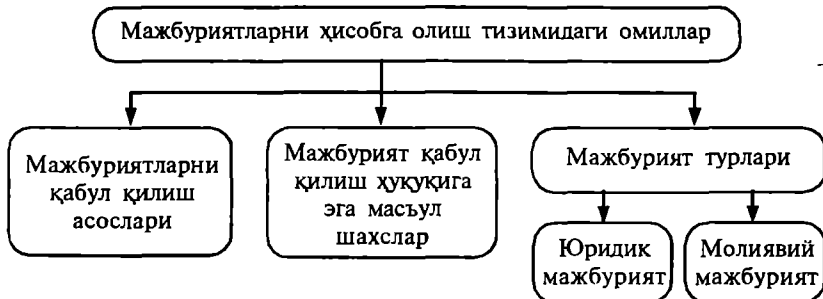 Мажбуриятларни ҳисобга олиш тизимидаги омиллар
Мажбуриятларни
қабул қилиш
асослари
Мажбурият қабул
қилиш ҳуқуқига
эга масъул
шахслар
Мажбурият турлари
Юридик
мажбурият
Молиявий
мажбурият